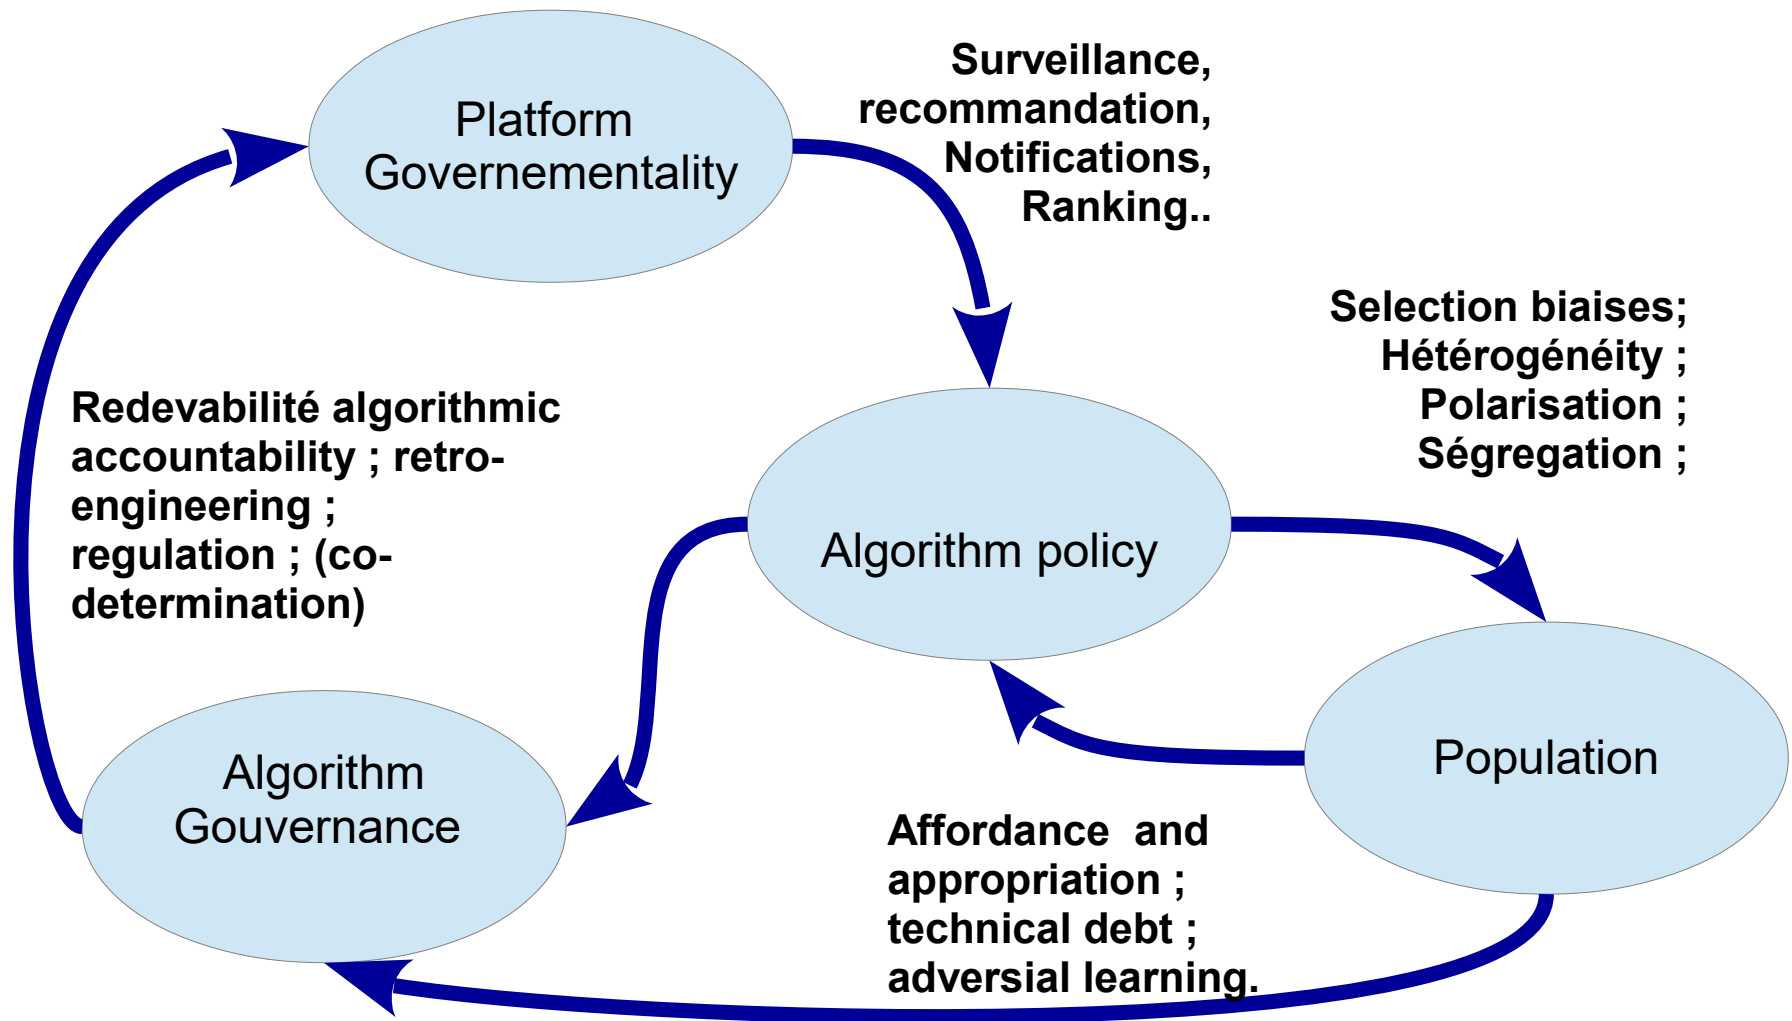 Platform
Governementality
Surveillance,
recommandation,
Notifications,
Ranking..
Selection biaises;
Hétérogénéity ;
Polarisation ;
Ségregation ;
Redevabilité algorithmic
accountability ; retro-
engineering ;
regulation ; (co-
determination)
Algorithm policy
Population
Algorithm
Gouvernance
Affordance  and
appropriation ;
technical debt ;
adversial learning.